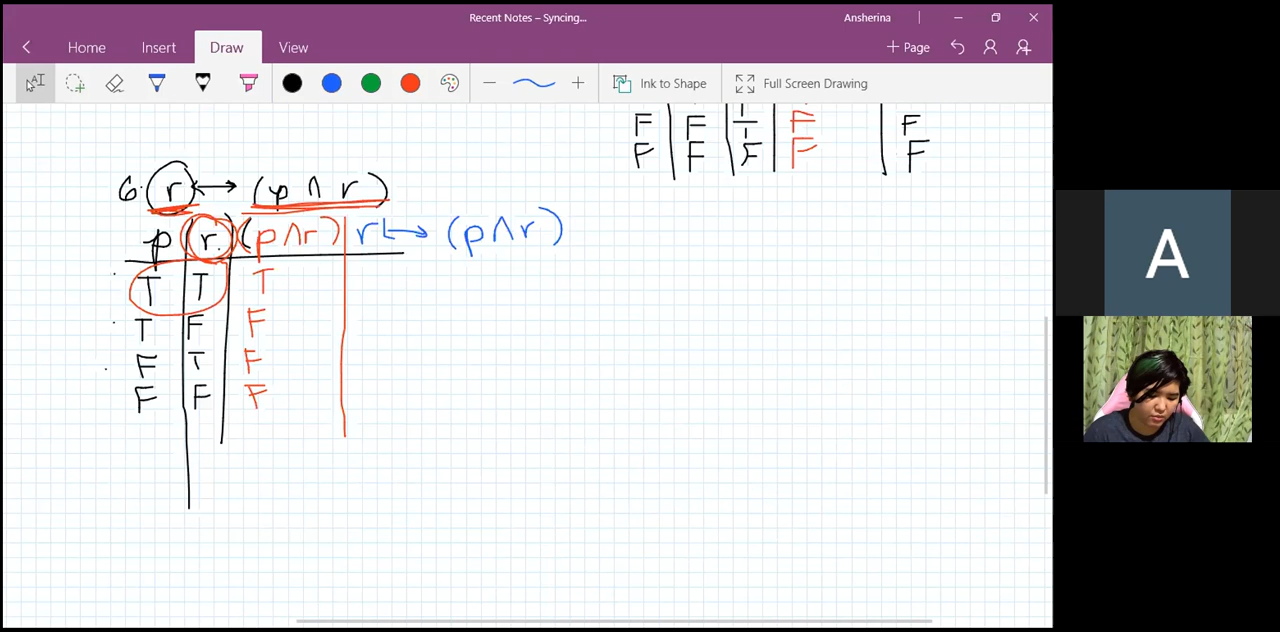 Recent Notes – Syncing...
Ansherina
Home Insert Draw View
+ Page
Ink to Shape
Full Screen Drawing
F F T F F
F F F F F
6. r ↔ (p ∧ r)
p r (p ∧ r) r ↔ (p ∧ r)
T T T
T F F
F T F
F F F
A